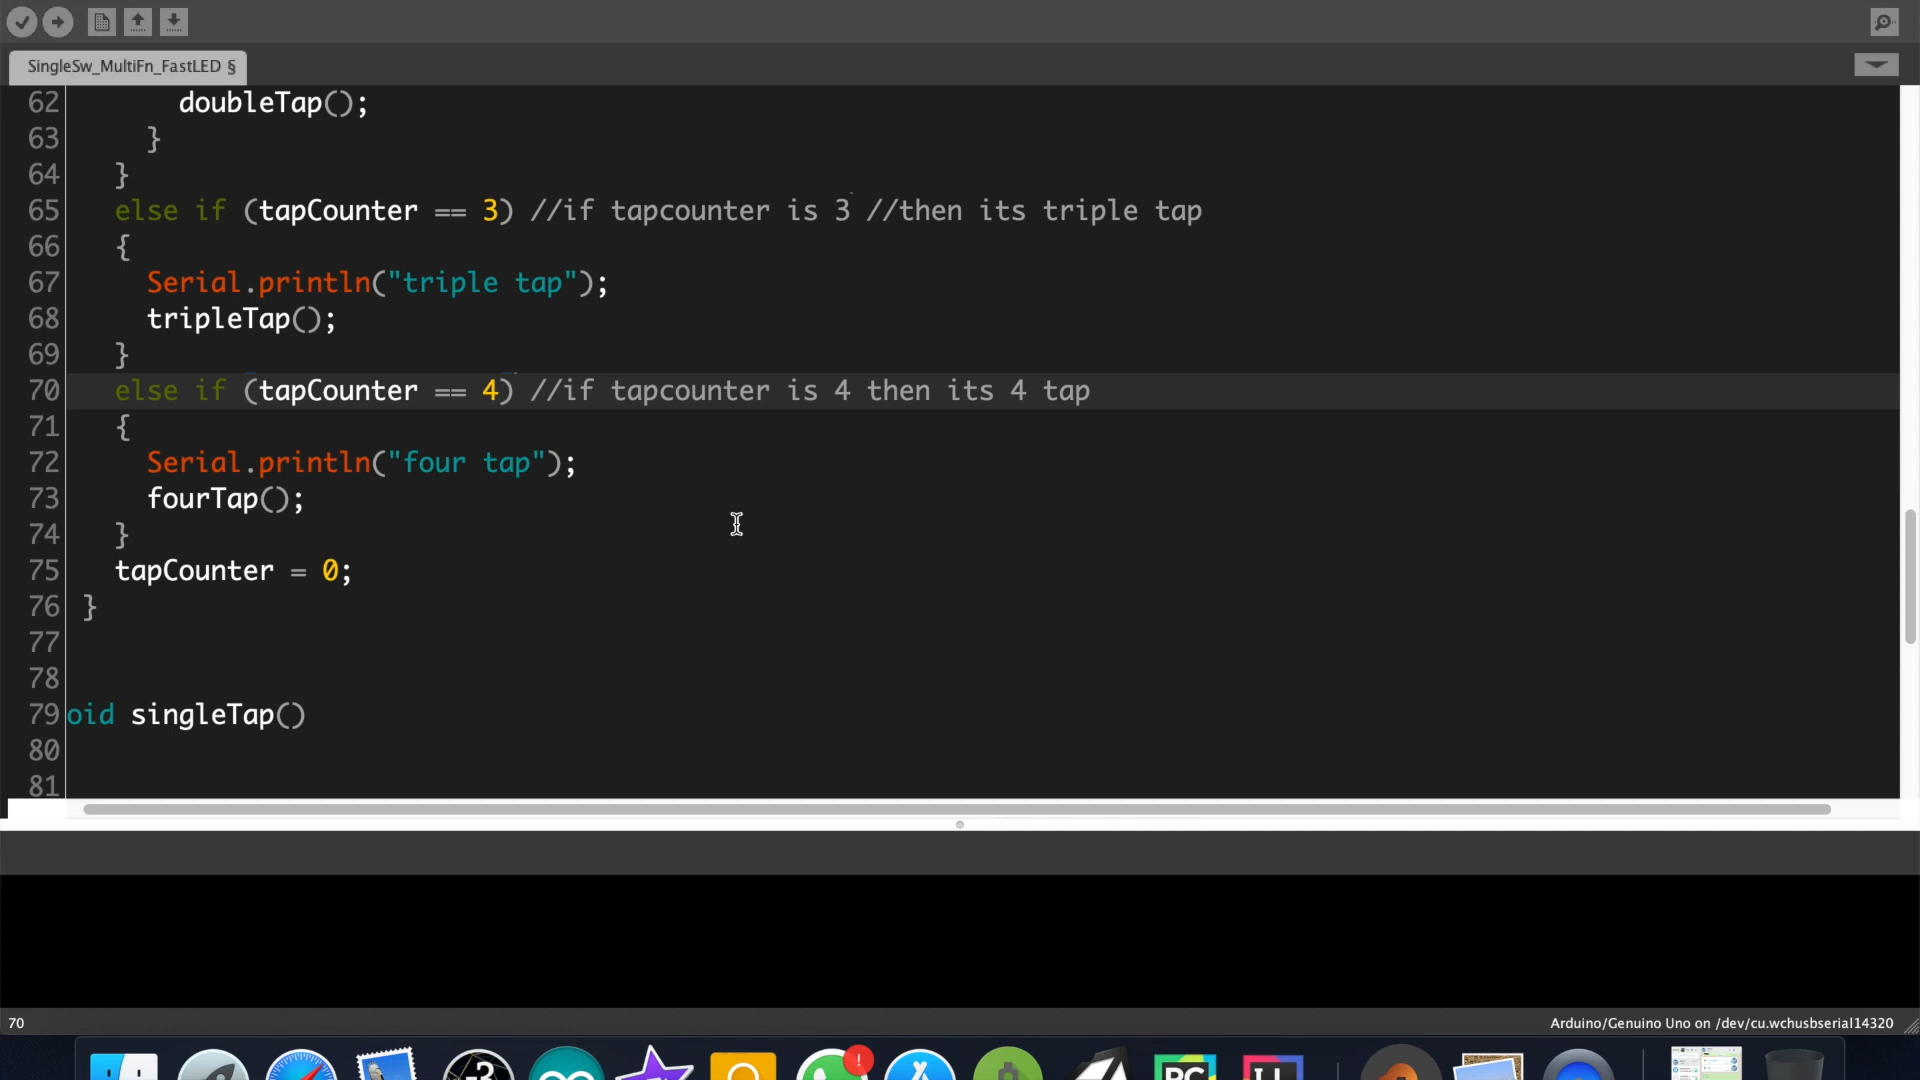 SingleSw_MultiFn_FastLED §
62 doubleTap();
63 }
64 }
65 else if (tapCounter == 3) //if tapcounter is 3 //then its triple tap
66 {
67 Serial.println("triple tap");
68 tripleTap();
69 }
70 else if (tapCounter == 4) //if tapcounter is 4 then its 4 tap
71 {
72 Serial.println("four tap");
73 fourTap();
74 }
75 tapCounter = 0;
76 }
77
78
79 oid singleTap()
80
81
70
Arduino/Genuino Uno on /dev/cu.wchusbserial14320
-3
!
PC